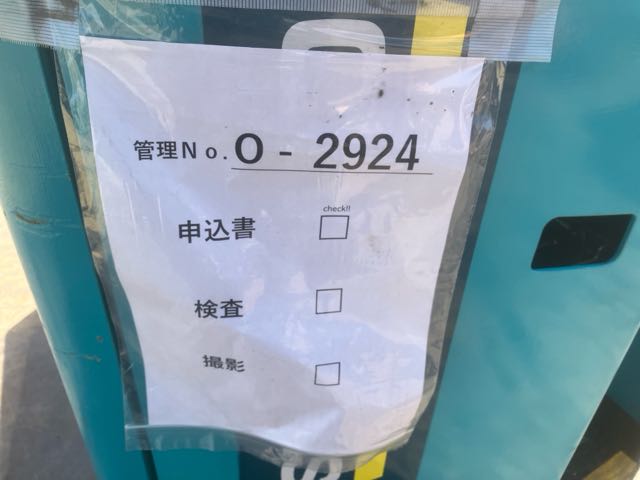 管理No. O - 2924
check!!
申込書 □
検査 □
撮影 □